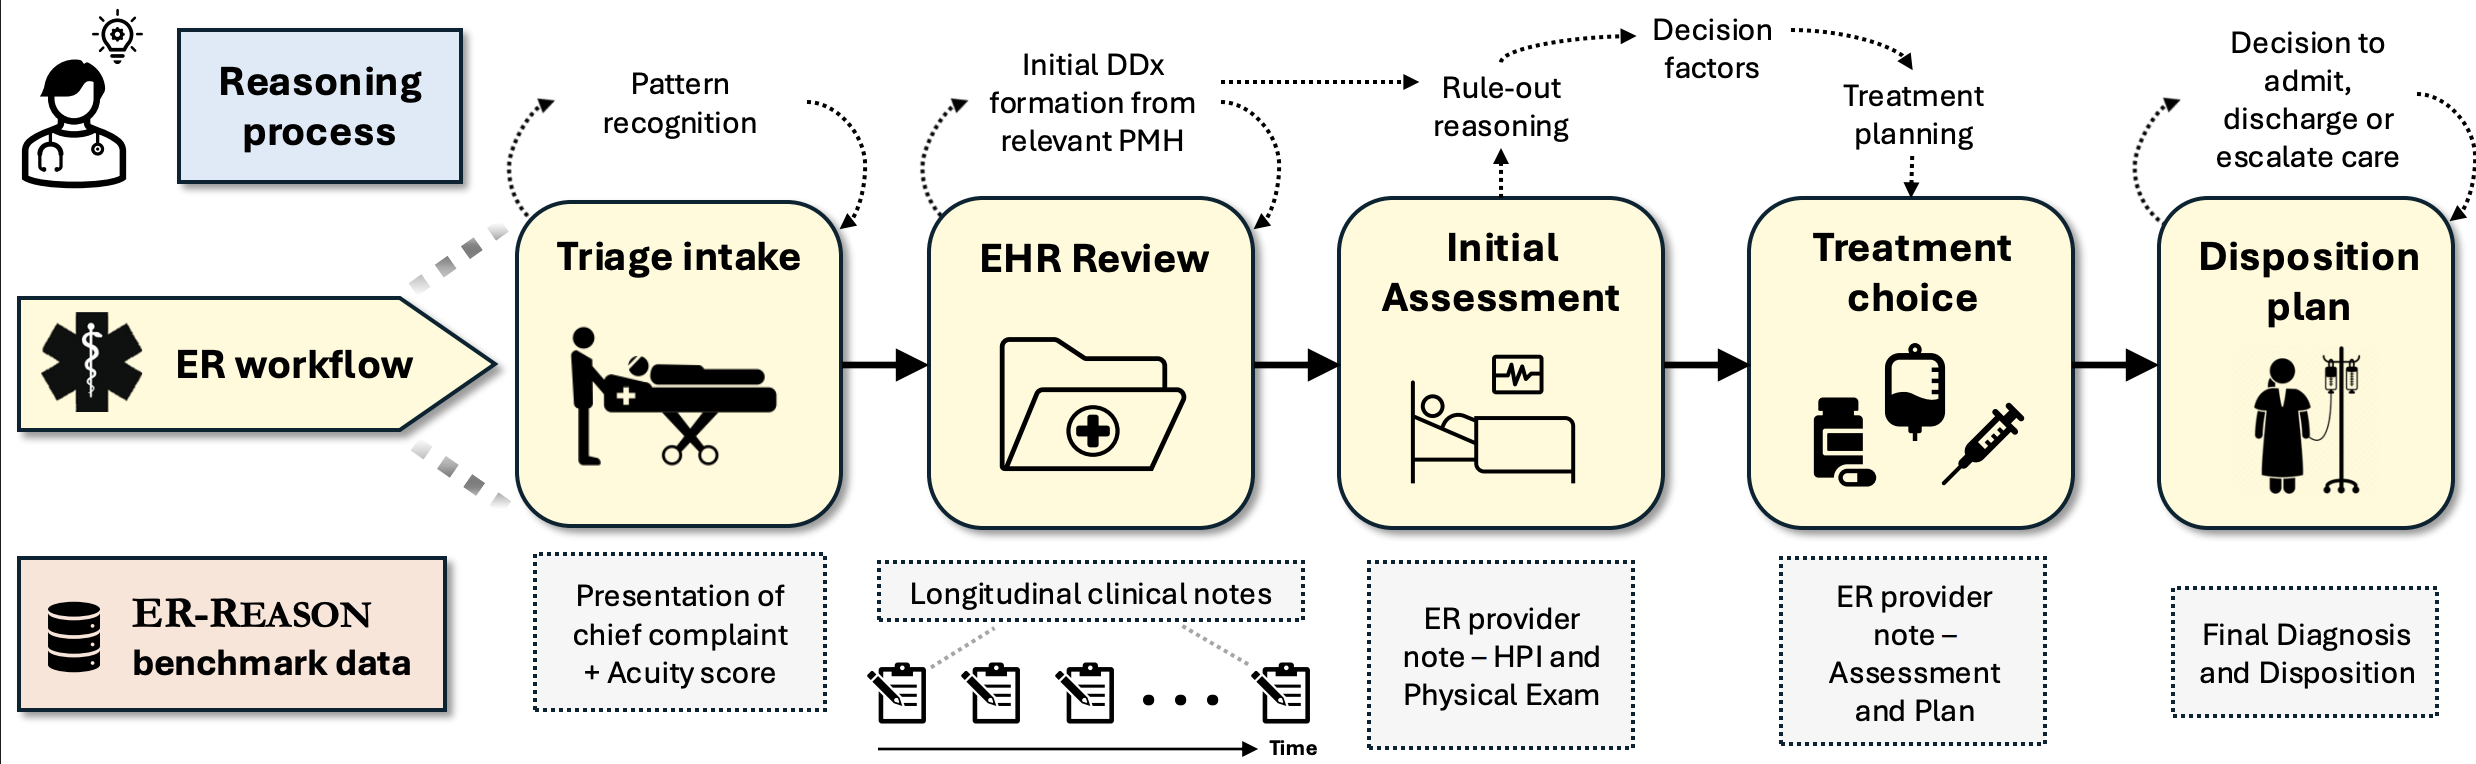 Reasoning
process
Pattern
recognition
Initial DDx
formation from
relevant PMH
Rule-out
reasoning
Decision
factors
Treatment
planning
Decision to
admit,
discharge or
escalate care
ER workflow
Triage intake
EHR Review
Initial
Assessment
Treatment
choice
Disposition
plan
ER-REASON
benchmark data
Presentation of
chief complaint
+ Acuity score
Longitudinal clinical notes
Time
ER provider
note – HPI and
Physical Exam
ER provider
note –
Assessment
and Plan
Final Diagnosis
and Disposition